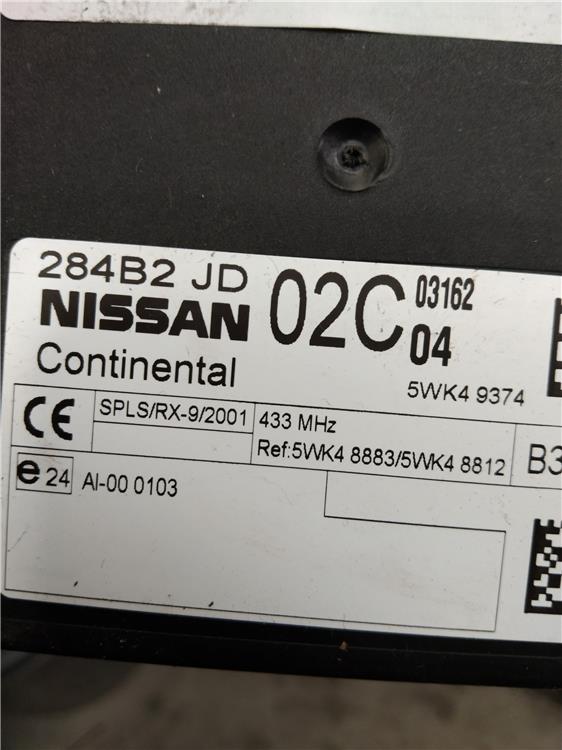 284B2 JD
NISSAN
02C 03162
04
Continental
5WK4 9374
CE
SPLS/RX-9/2001
433 MHz
Ref:5WK4 8883/5WK4 8812
B3
e 24
AI-00 0103